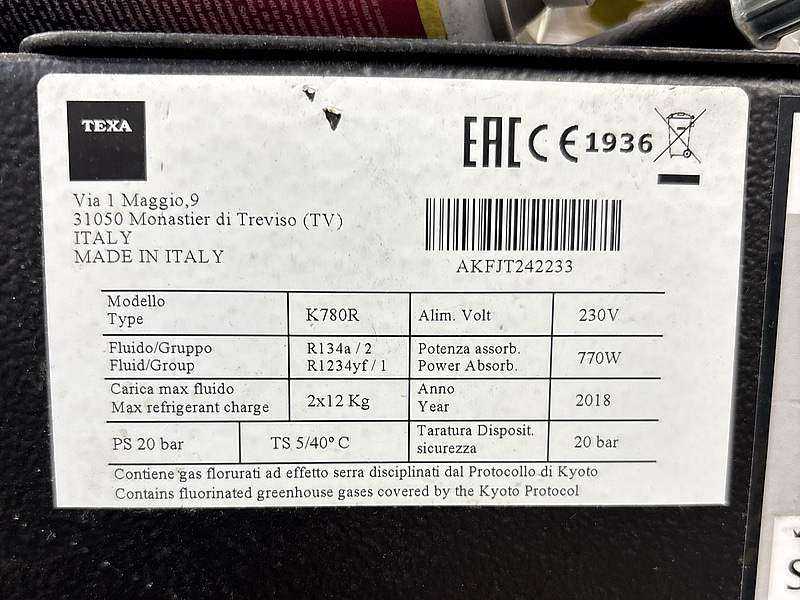 TEXA
EAC CE 1936
Via 1 Maggio,9
31050 Monastier di Treviso (TV)
ITALY
MADE IN ITALY
AKFJT242233
Modello
Type
K780R
Alim. Volt
230V
Fluido/Gruppo
Fluid/Group
R134a / 2
R1234yf / 1
Potenza assorb.
Power Absorb.
770W
Carica max fluido
Max refrigerant charge
2x12 Kg
Anno
Year
2018
PS 20 bar
TS 5/40° C
Taratura Disposit.
sicurezza
20 bar
Contiene gas florurati ad effetto serra disciplinati dal Protocollo di Kyoto
Contains fluorinated greenhouse gases covered by the Kyoto Protocol